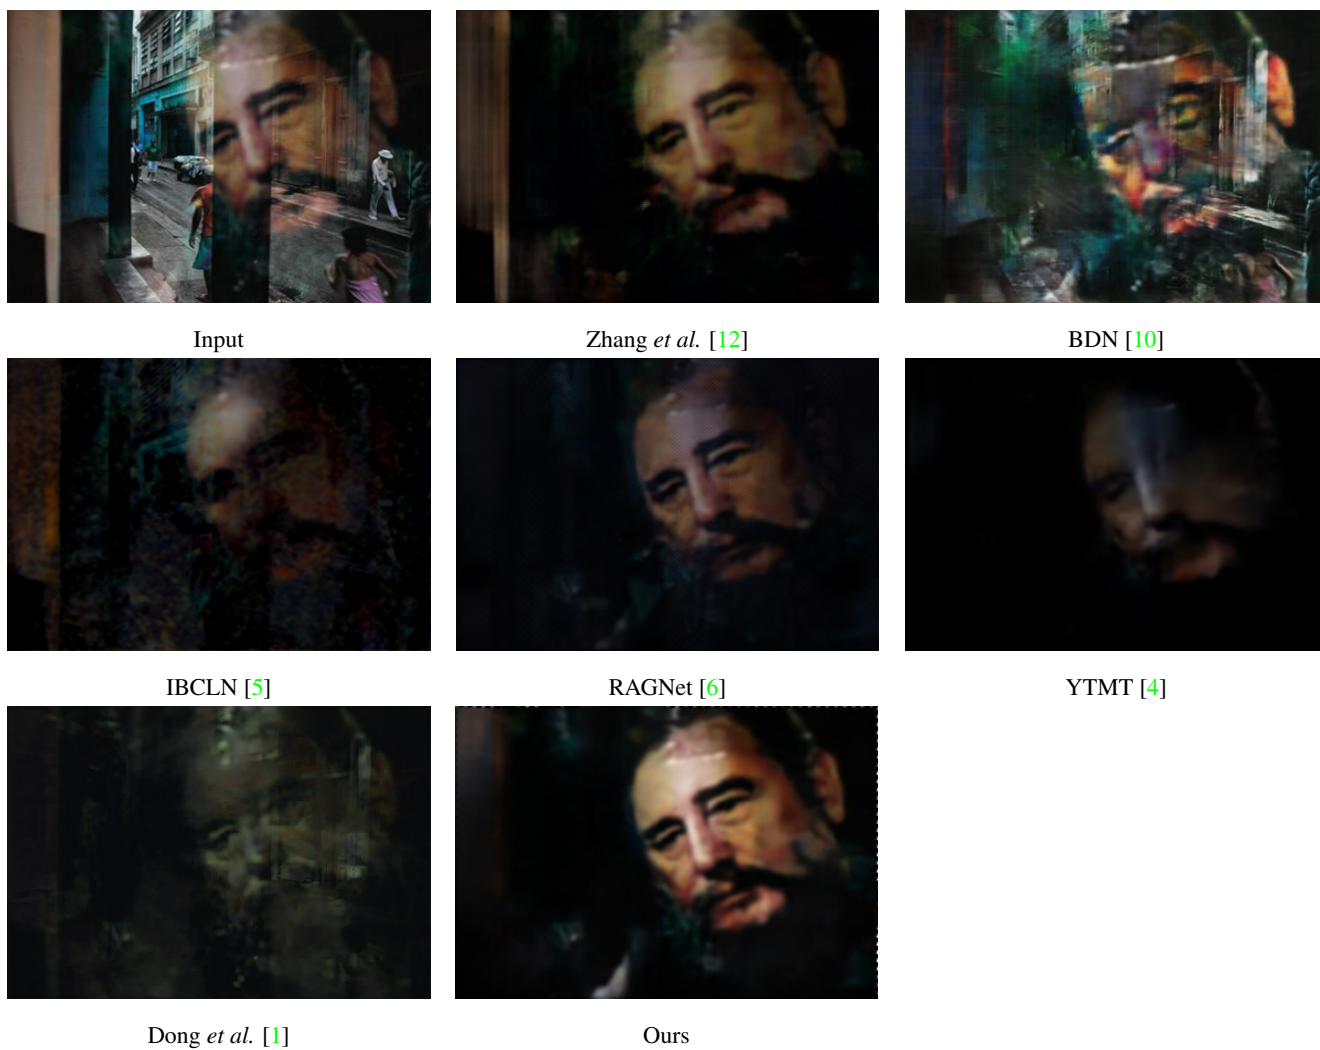 Input
Zhang et al. [12]
BDN [10]
IBCLN [5]
RAGNet [6]
YTMT [4]
Dong et al. [1]
Ours